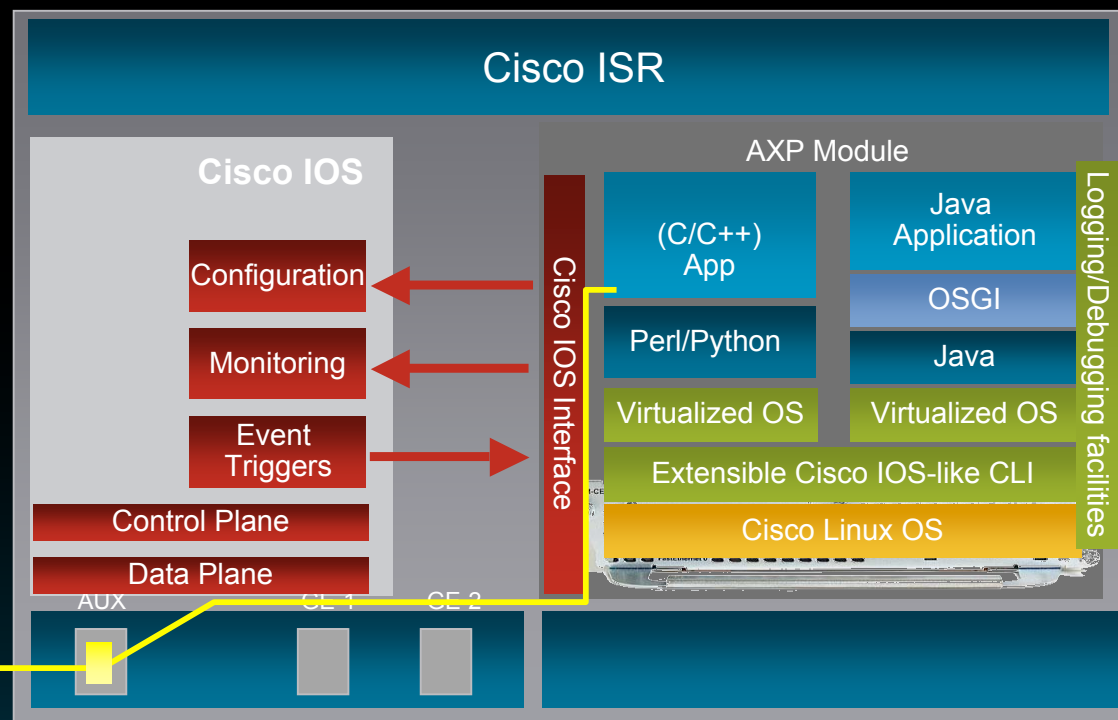 Cisco ISR
Cisco IOS
Configuration
Monitoring
Event
Triggers
Control Plane
Data Plane
AXP Module
Cisco IOS Interface
(C/C++)
App
Perl/Python
Virtualized OS
Java
Application
OSGI
Java
Virtualized OS
Extensible Cisco IOS-like CLI
Cisco Linux OS
Logging/Debugging facilities
AUX
GE 1
GE 2